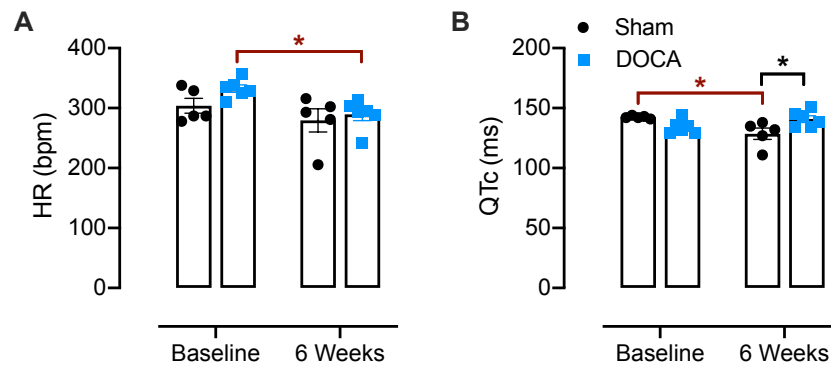 A
HR (bpm)
400
300
200
100
0
*
Baseline
6 Weeks
B
Sham
DOCA
QTc (ms)
200
150
100
50
0
*
*
Baseline
6 Weeks